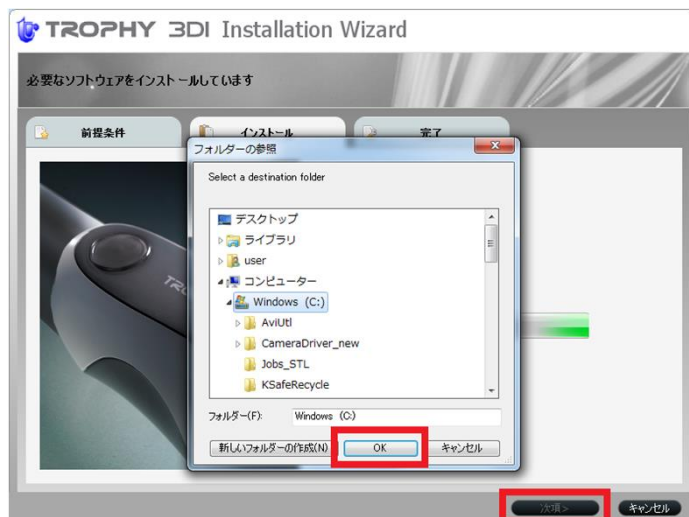 TROPHY 3DI Installation Wizard
必要なソフトウェアをインストールしています
前提条件
インストール
完了
フォルダーの参照
Select a destination folder
デスクトップ
ライブラリ
user
コンピューター
Windows (C:)
AviUtl
CameraDriver_new
Jobs_STL
KSafeRecycle
フォルダー(F):
Windows (C:)
新しいフォルダーの作成(N)
OK
キャンセル
次項>
キャンセル